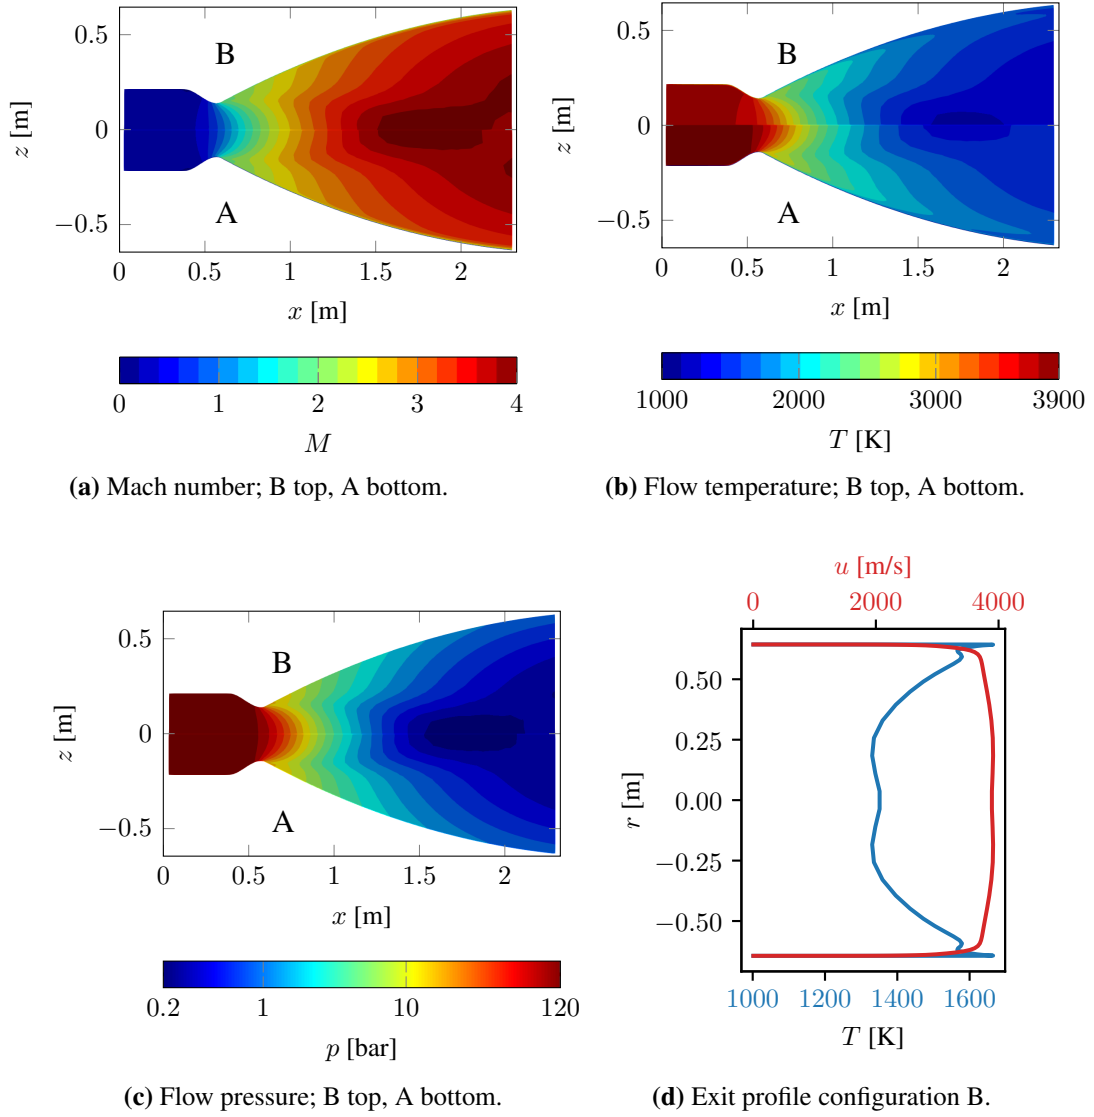 0.5
0
−0.5
z [m]
B
A
0 0.5 1 1.5 2
x [m]
0 1 2 3 4
M
(a) Mach number; B top, A bottom.
0.5
0
−0.5
z [m]
B
A
0 0.5 1 1.5 2
x [m]
1000 2000 3000 3900
T [K]
(b) Flow temperature; B top, A bottom.
0.5
0
−0.5
z [m]
B
A
0 0.5 1 1.5 2
x [m]
0.2 1 10 120
p [bar]
(c) Flow pressure; B top, A bottom.
u [m/s]
0 2000 4000
0.50
0.25
0.00
−0.25
−0.50
r [m]
1000 1200 1400 1600
T [K]
(d) Exit profile configuration B.